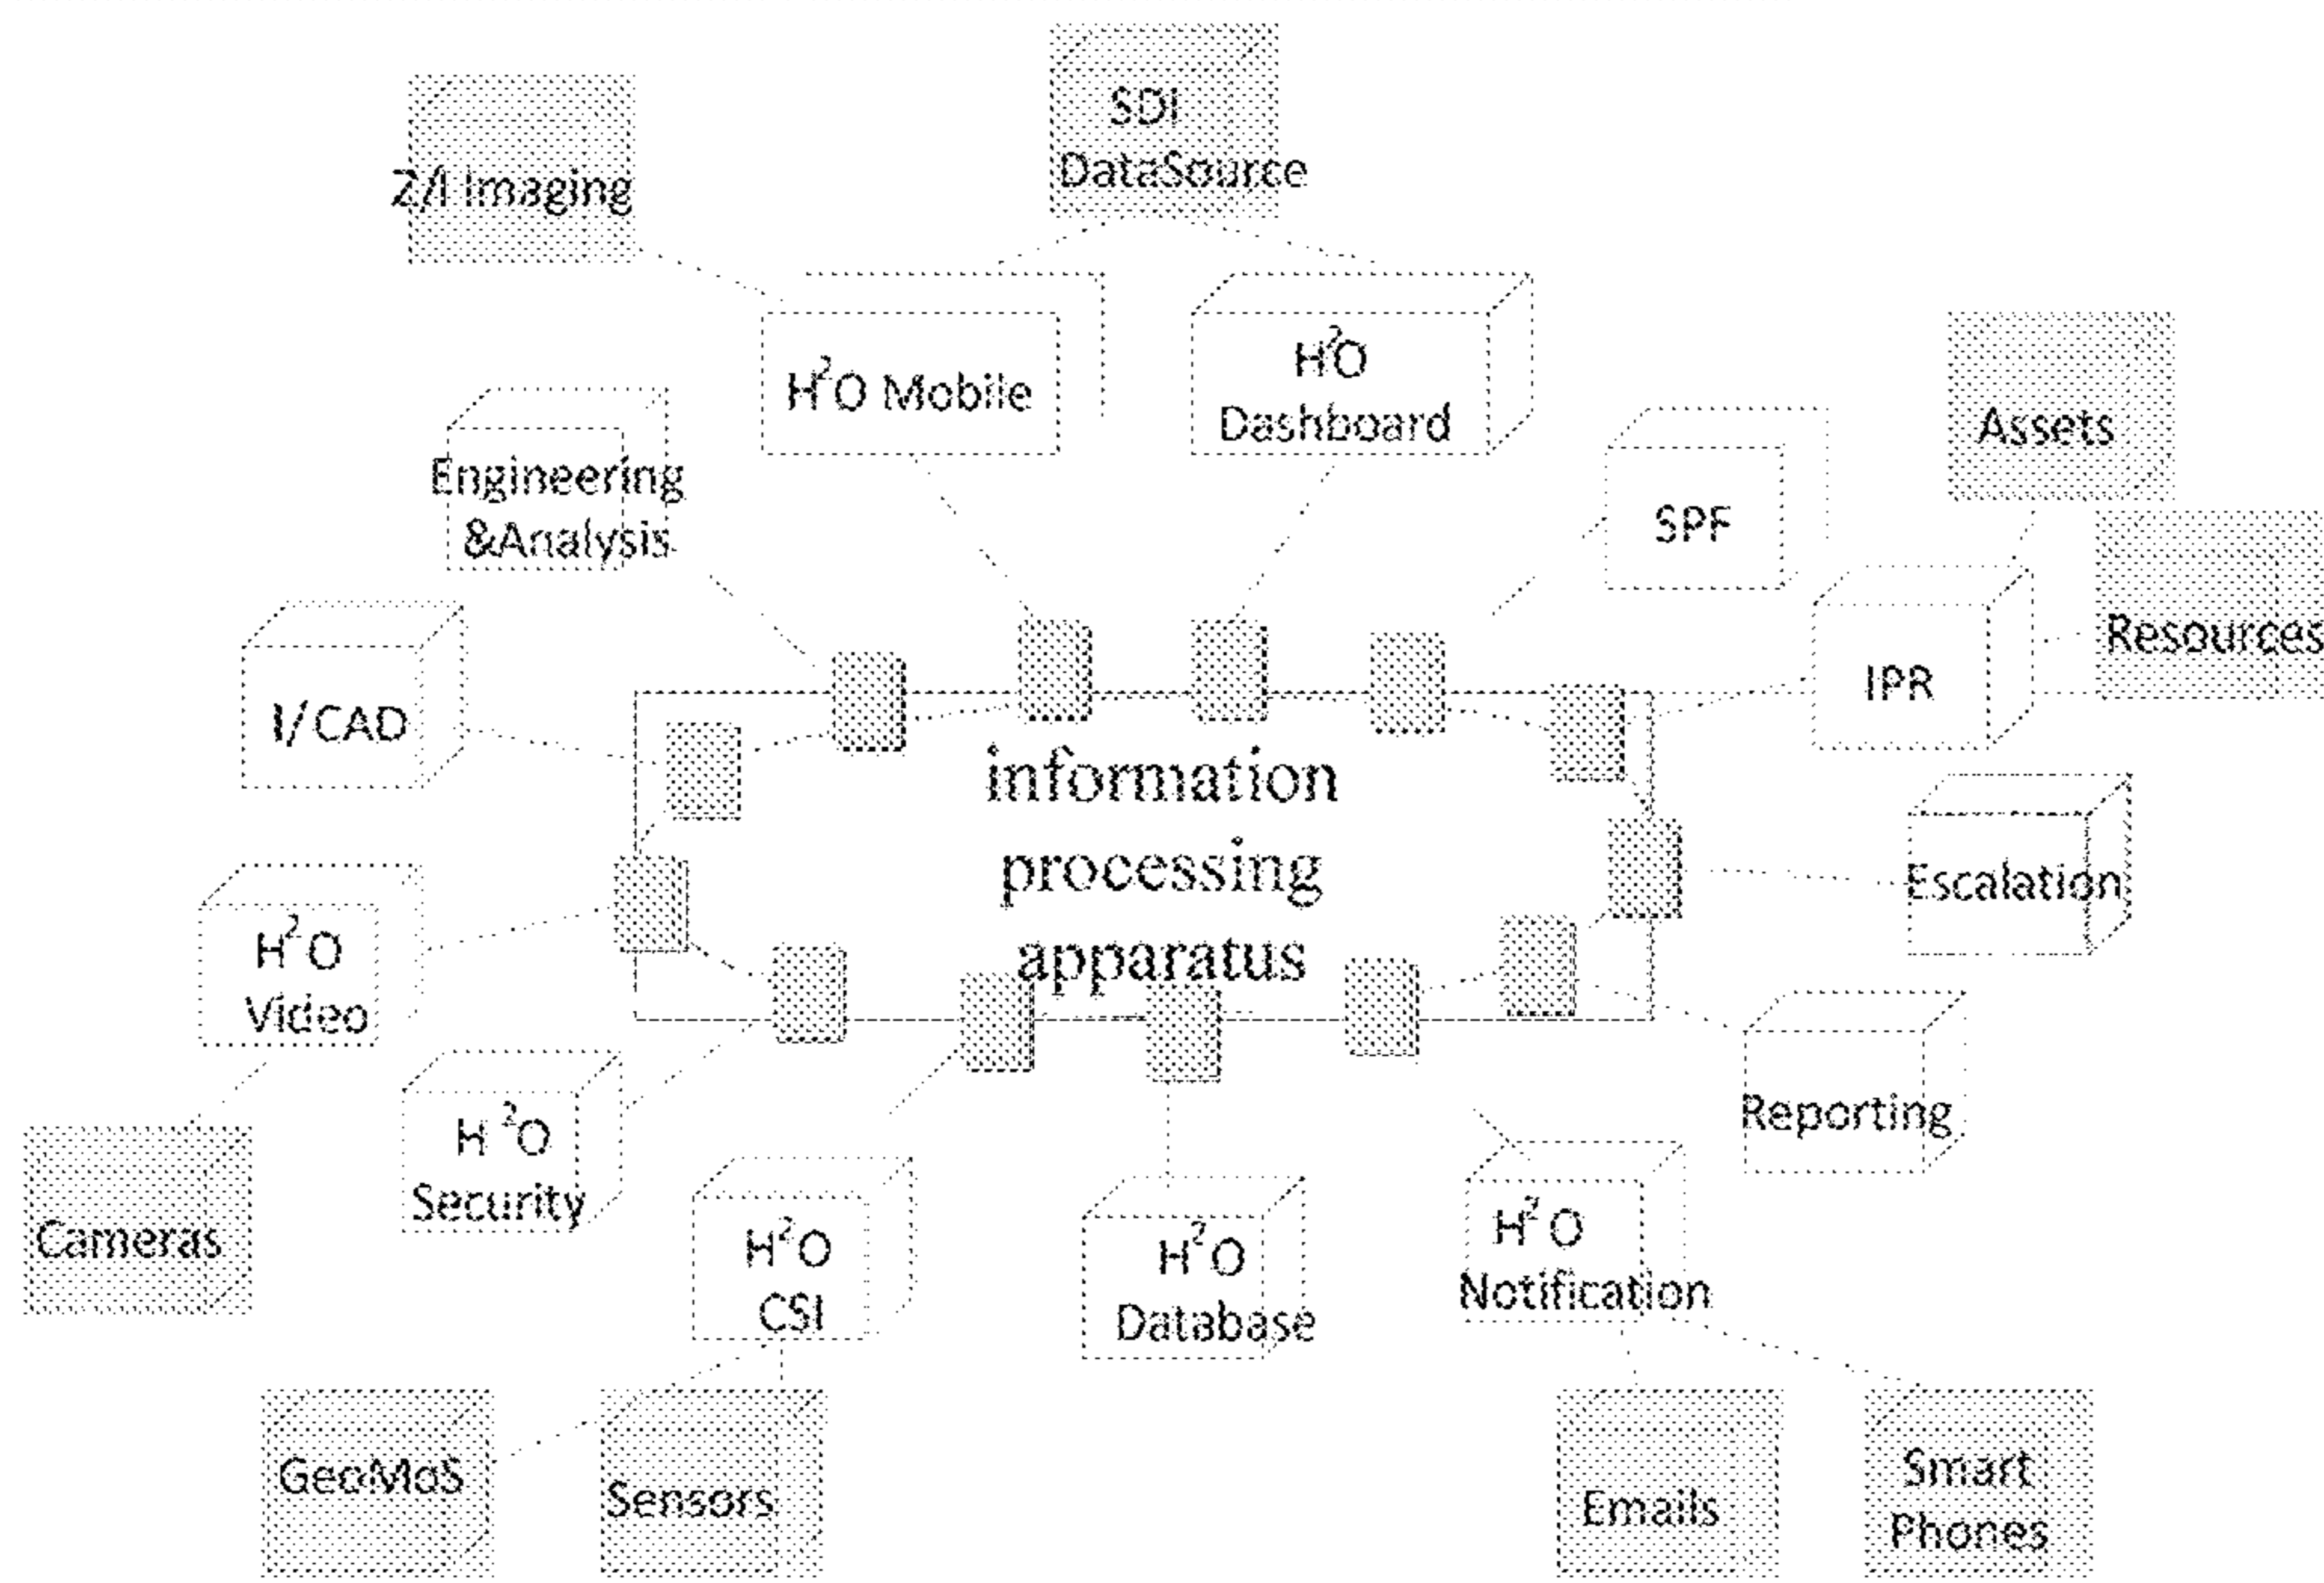 SDI
DataSource
Z/I Imaging
H²O Mobile
H²O
Dashboard
Assets
Engineering
&Analysis
SPF
Resources
IPR
I/CAD
information
processing
apparatus
Escalation
H²O
Video
Reporting
H²O
Security
Cameras
H²O
CSI
H²O
Database
H²O
Notification
GeoMoS
Sensors
Emails
Smart
Phones